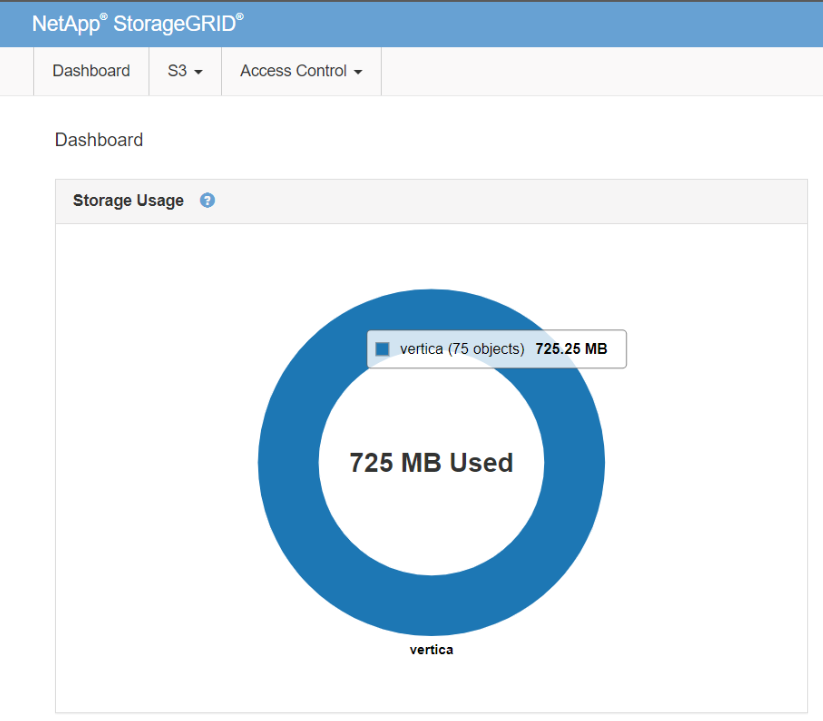 NetApp® StorageGRID®
Dashboard S3 Access Control
Dashboard
Storage Usage ?
vertica (75 objects) 725.25 MB
725 MB Used
vertica